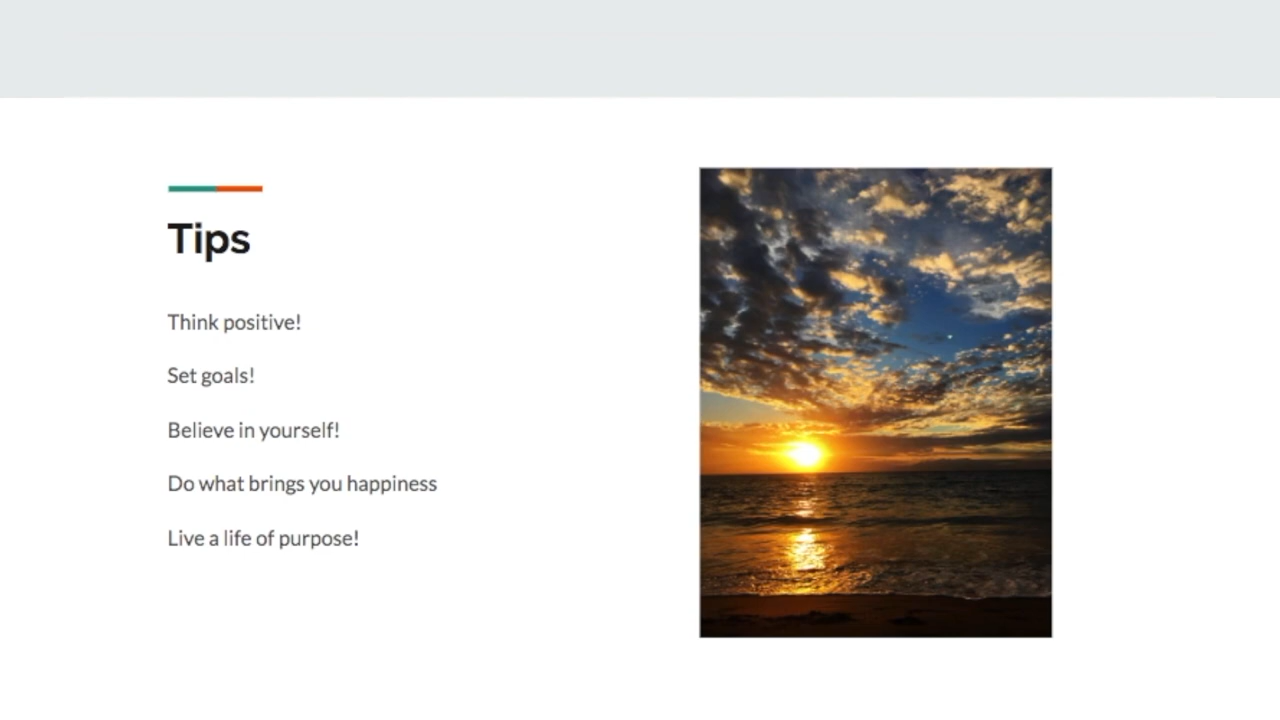 Tips
Think positive!
Set goals!
Believe in yourself!
Do what brings you happiness
Live a life of purpose!